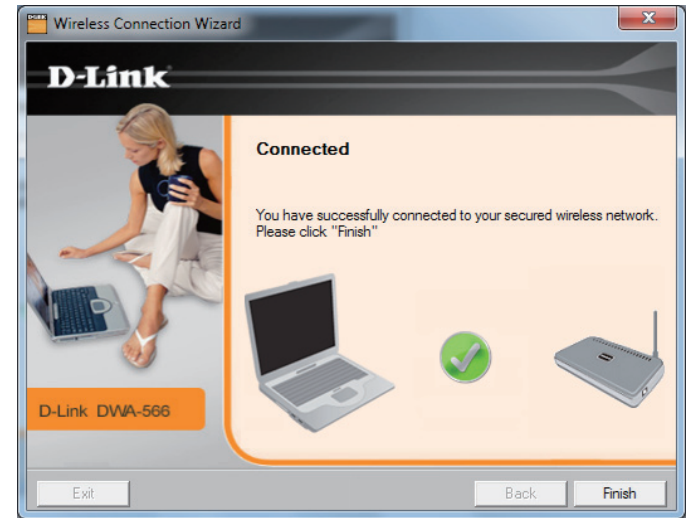 Wireless Connection Wizard
D-Link
Connected
You have successfully connected to your secured wireless network.
Please click "Finish"
D-Link DWA-566
Exit
Back
Finish